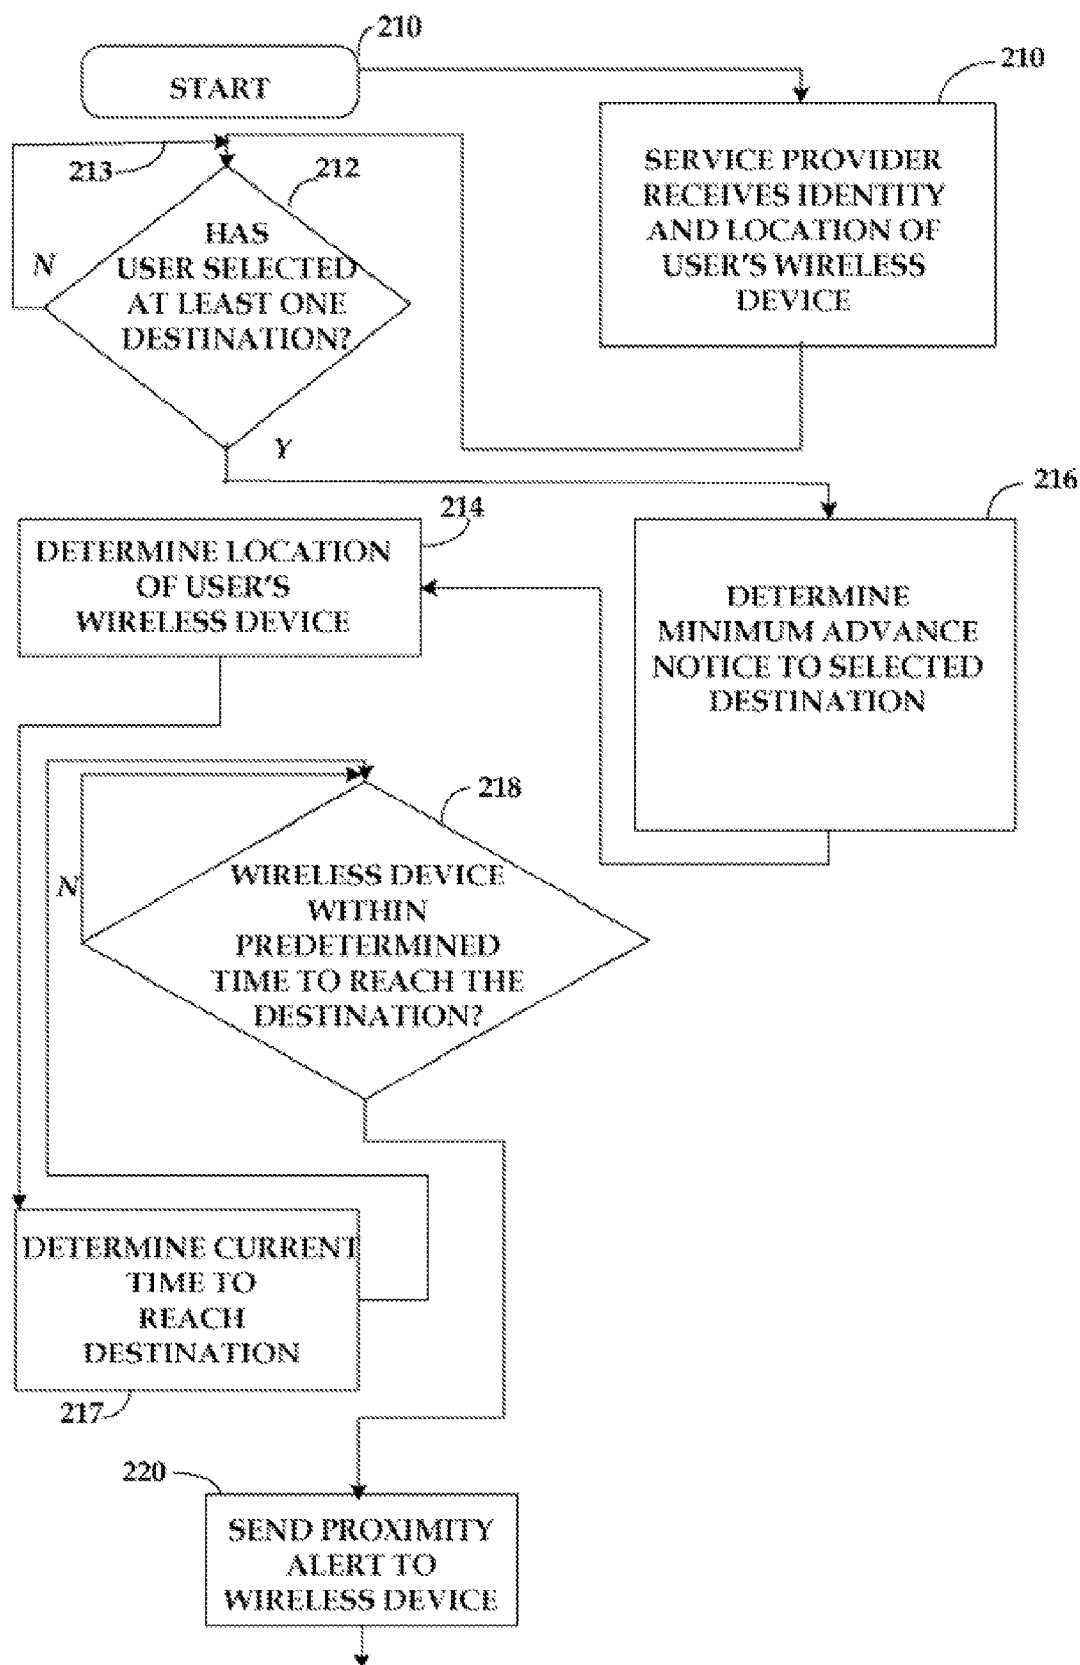 210
START
210
SERVICE PROVIDER
RECEIVES IDENTITY
AND LOCATION OF
USER'S WIRELESS
DEVICE
213
212
HAS
USER SELECTED
AT LEAST ONE
DESTINATION?
N
Y
216
DETERMINE
MINIMUM ADVANCE
NOTICE TO SELECTED
DESTINATION
214
DETERMINE LOCATION
OF USER'S
WIRELESS DEVICE
218
WIRELESS DEVICE
WITHIN
PREDETERMINED
TIME TO REACH THE
DESTINATION?
N
DETERMINE CURRENT
TIME TO
REACH
DESTINATION
217
220
SEND PROXIMITY
ALERT TO
WIRELESS DEVICE